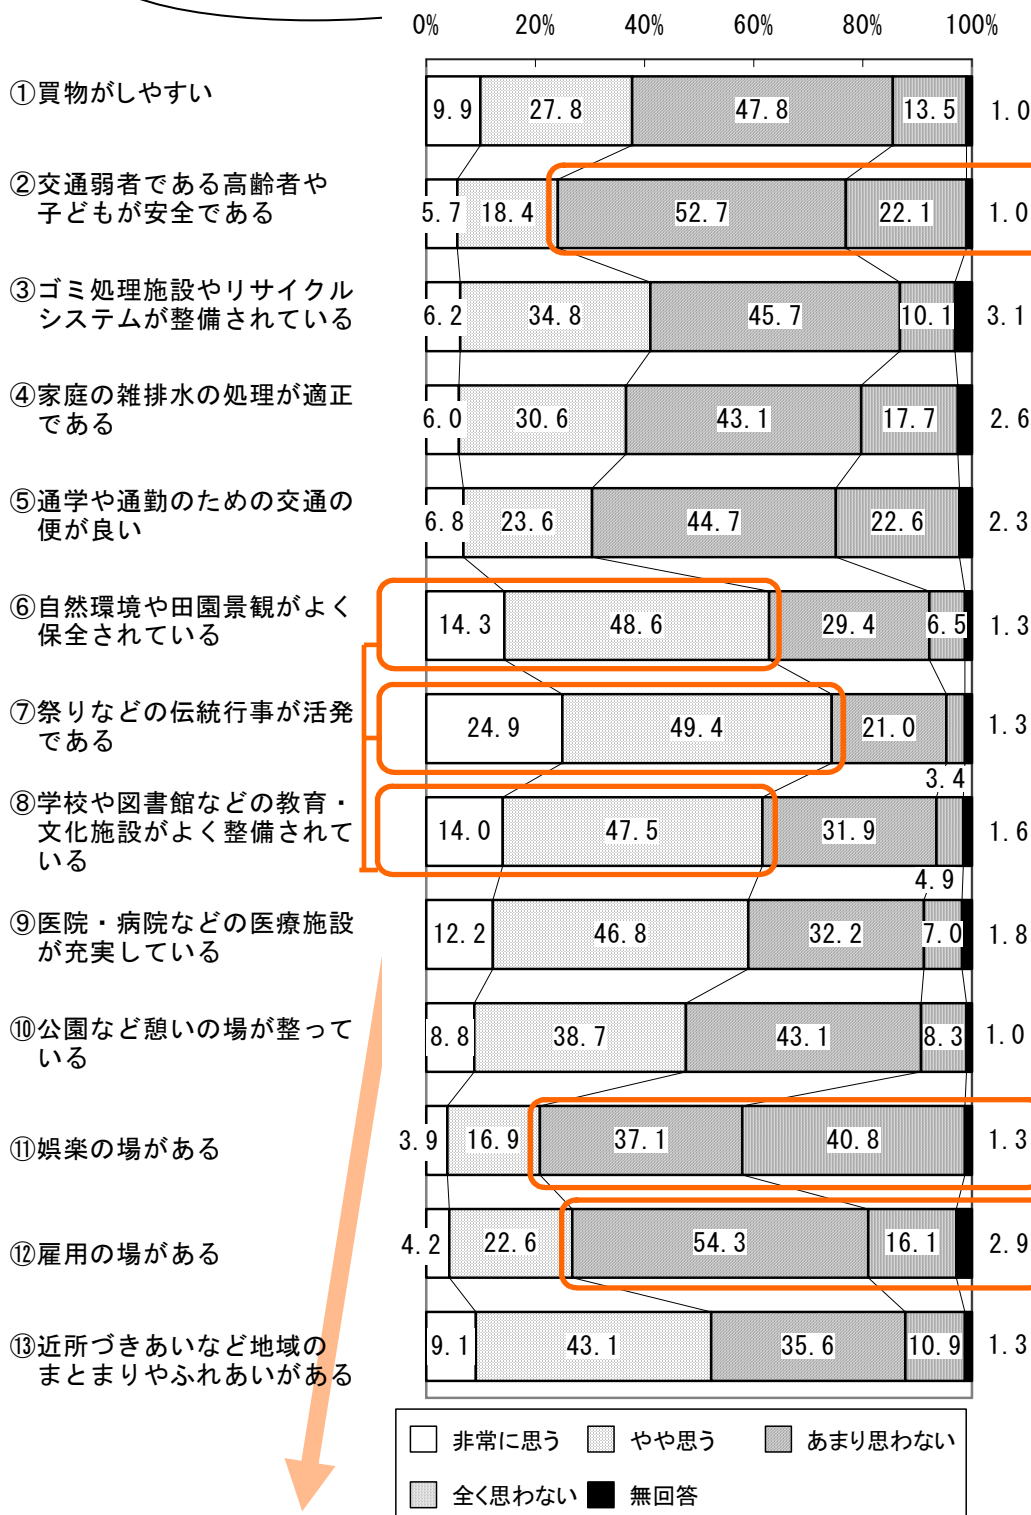 0% 20% 40% 60% 80% 100%
①買物がしやすい
9.9 27.8 47.8 13.5 1.0
②交通弱者である高齢者や
子どもが安全である
5.7 18.4 52.7 22.1 1.0
③ゴミ処理施設やリサイクル
システムが整備されている
6.2 34.8 45.7 10.1 3.1
④家庭の雑排水の処理が適正
である
6.0 30.6 43.1 17.7 2.6
⑤通学や通勤のための交通の
便が良い
6.8 23.6 44.7 22.6 2.3
⑥自然環境や田園景観がよく
保全されている
14.3 48.6 29.4 6.5 1.3
⑦祭りなどの伝統行事が活発
である
24.9 49.4 21.0 3.4 1.3
⑧学校や図書館などの教育・
文化施設がよく整備されて
いる
14.0 47.5 31.9 4.9 1.6
⑨医院・病院などの医療施設
が充実している
12.2 46.8 32.2 7.0 1.8
⑩公園など憩いの場が整って
いる
8.8 38.7 43.1 8.3 1.0
⑪娯楽の場がある
3.9 16.9 37.1 40.8 1.3
⑫雇用の場がある
4.2 22.6 54.3 16.1 2.9
⑬近所づきあいなど地域の
まとまりやふれあいがある
9.1 43.1 35.6 10.9 1.3
非常に思う やや思う あまり思わない
全く思わない 無回答